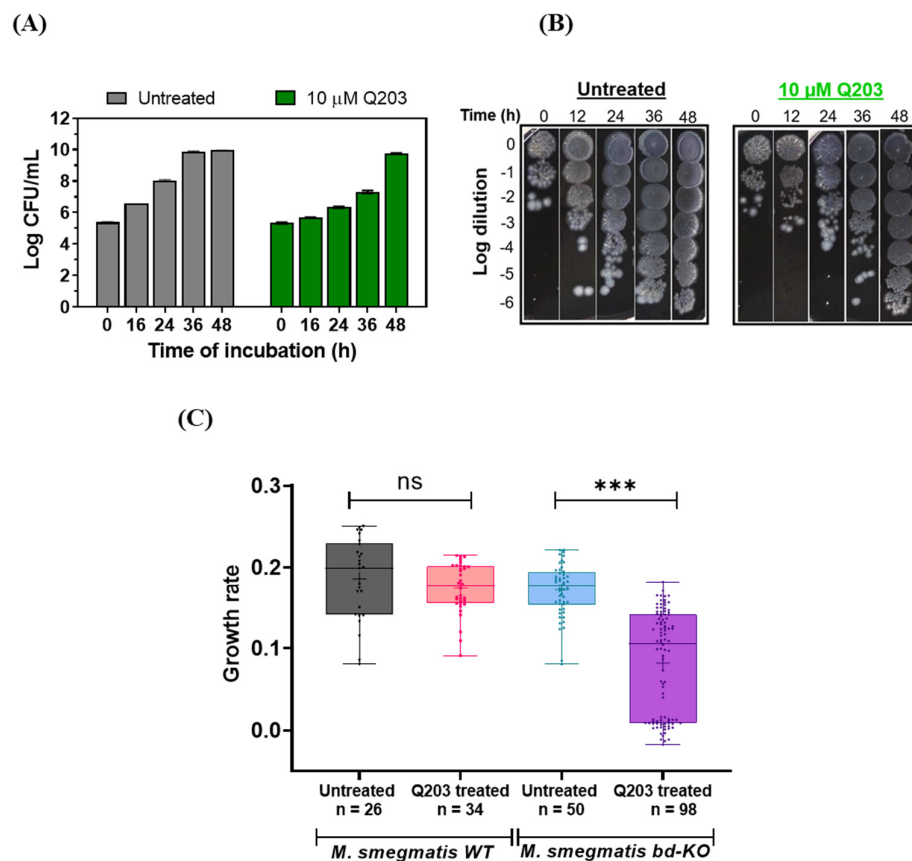 (A)
Untreated
10 μM Q203
Log CFU/mL
12
10
8
6
4
2
0
0 16 24 36 48 0 16 24 36 48
Time of incubation (h)
(B)
Untreated
10 μM Q203
Time (h) 0 12 24 36 48 0 12 24 36 48
Log dilution
0
-1
-2
-3
-4
-5
-6
(C)
Growth rate
0.3
0.2
0.1
0.0
ns
***
Untreated Q203 treated Untreated Q203 treated
n = 26 n = 34 n = 50 n = 98
M. smegmatis WT M. smegmatis bd-KO